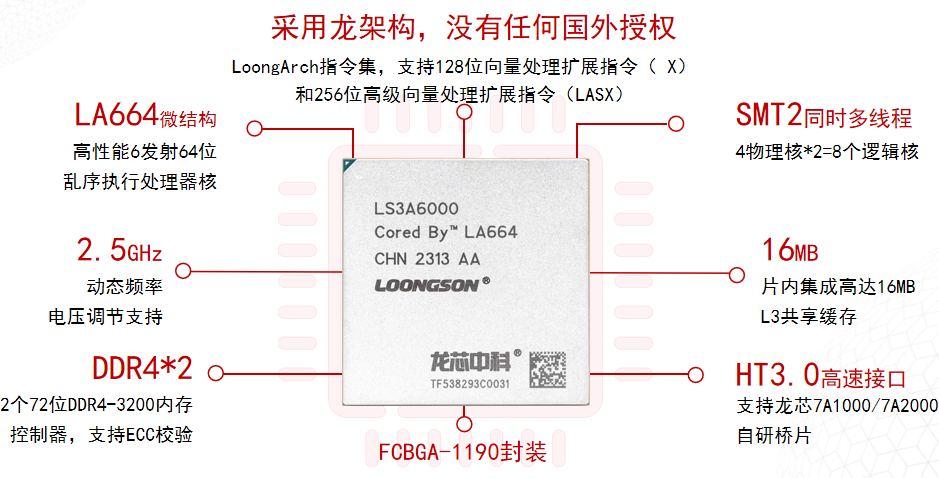 采用龙架构，没有任何国外授权
LoongArch指令集，支持128位向量处理扩展指令（ X）
和256位高级向量处理扩展指令（LASX）
LA664微结构
高性能6发射64位
乱序执行处理器核
SMT2同时多线程
4物理核*2=8个逻辑核
2.5GHz
动态频率
电压调节支持
16MB
片内集成高达16MB
L3共享缓存
DDR4*2
2个72位DDR4-3200内存
控制器，支持ECC校验
HT3.0高速接口
支持龙芯7A1000/7A2000
自研桥片
LS3A6000
Cored By™ LA664
CHN 2313 AA
LOONGSON®
龙芯中科®
TF538293C0031
FCBGA-1190封装